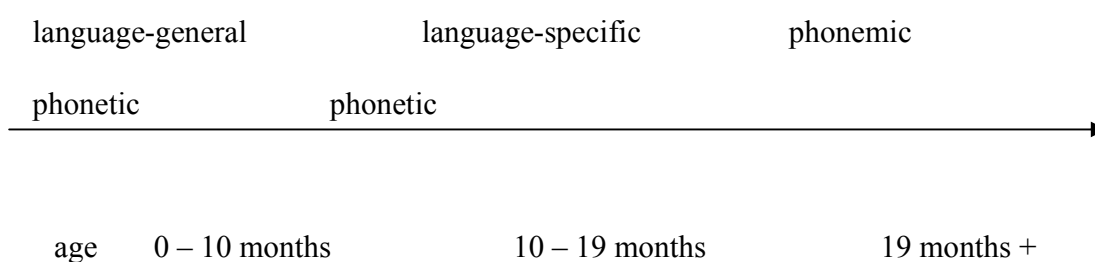 language-general language-specific phonemic
phonetic phonetic
age 0 – 10 months 10 – 19 months 19 months +